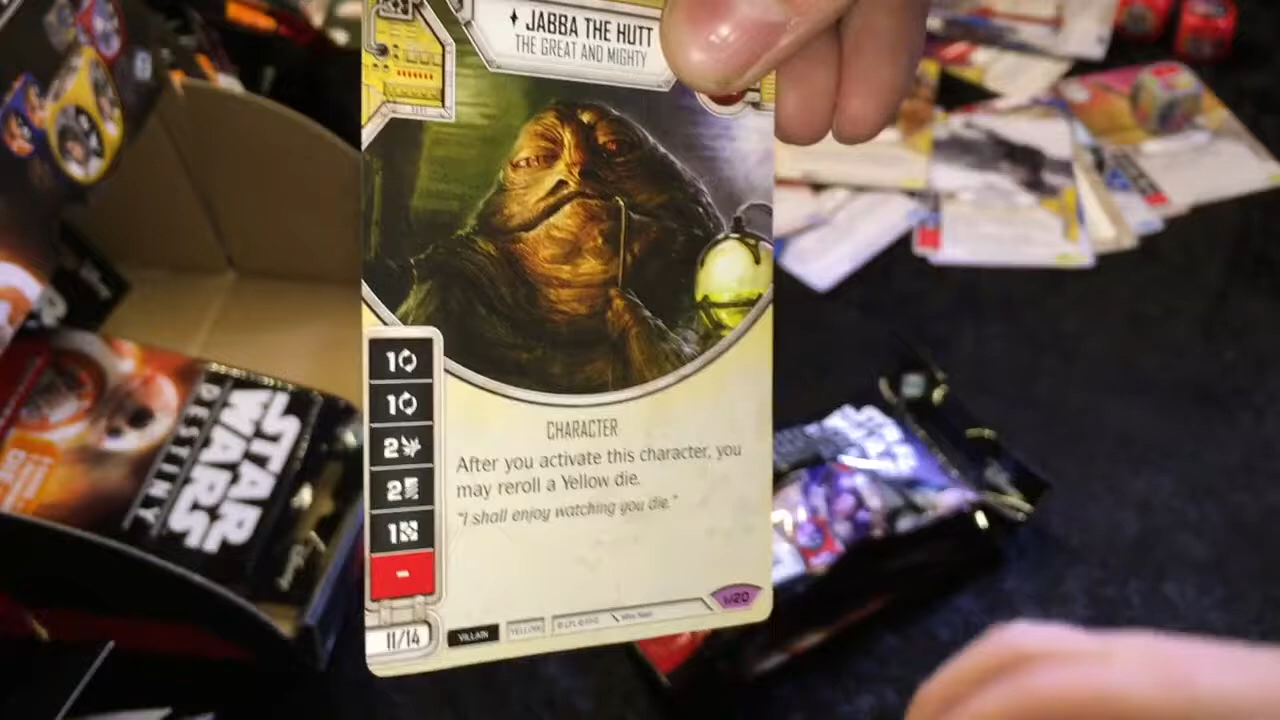 JABBA THE HUTT
THE GREAT AND MIGHTY
1
1
2
2
1
-
CHARACTER
After you activate this character, you
may reroll a Yellow die.
"I shall enjoy watching you die."
11/14
VILLAIN
YELLOW
20
STAR
WARS
DESTINY